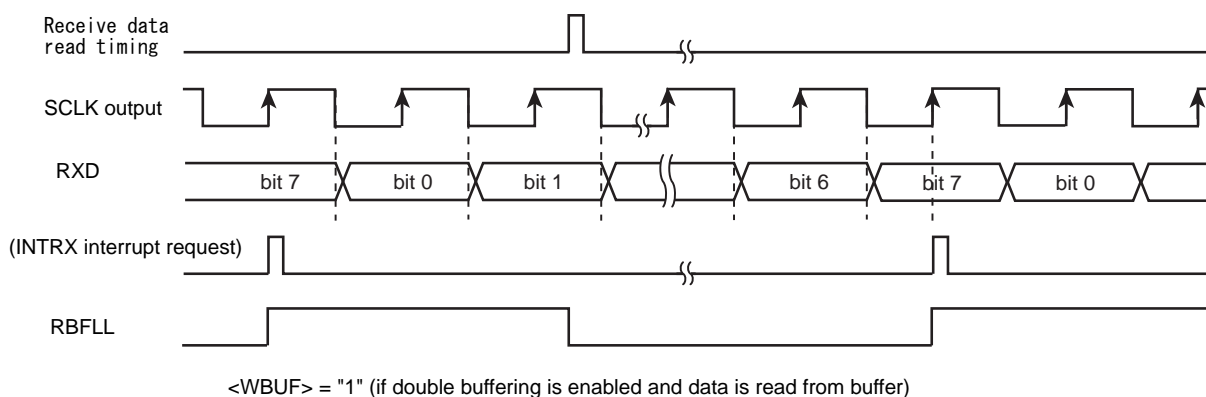 Receive data
read timing
SCLK output
RXD
bit 7
bit 0
bit 1
bit 6
bit 7
bit 0
(INTRX interrupt request)
RBFLL
<WBUF> = "1" (if double buffering is enabled and data is read from buffer)